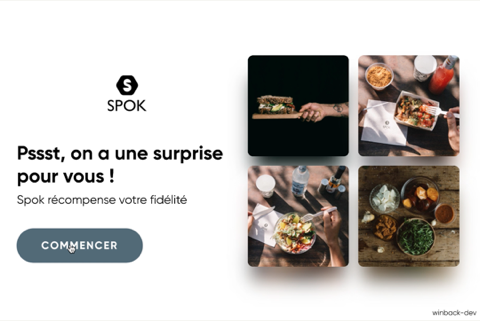 SPOK
Pssst, on a une surprise
pour vous !
Spok récompense votre fidélité
COMMENCER
winback-dev